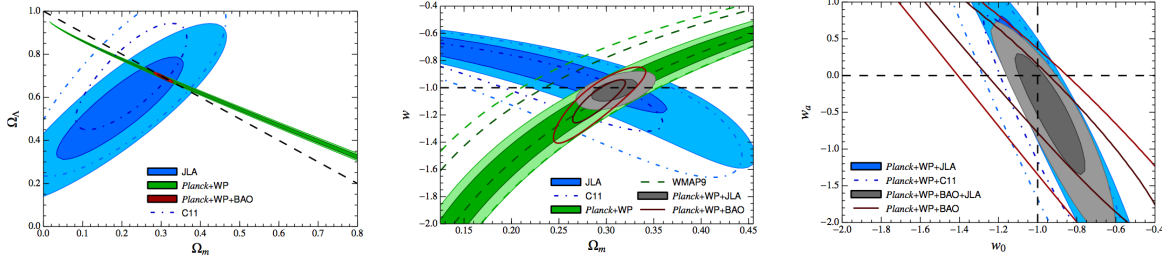 1.0
0.8
0.6
0.4
0.2
0.0
Ω_Λ
JLA
Planck+WP
Planck+WP+BAO
C11
0.0 0.1 0.2 0.3 0.4 0.5 0.6 0.7 0.8
Ω_m
−0.4
−0.6
−0.8
−1.0
−1.2
−1.4
−1.6
−1.8
−2.0
w
JLA
C11
Planck+WP
WMAP9
Planck+WP+JLA
Planck+WP+BAO
0.15 0.20 0.25 0.30 0.35 0.40 0.45
Ω_m
1.0
0.5
0.0
−0.5
−1.0
−1.5
−2.0
w_a
Planck+WP+JLA
Planck+WP+C11
Planck+WP+BAO+JLA
Planck+WP+BAO
−2.0 −1.8 −1.6 −1.4 −1.2 −1.0 −0.8 −0.6 −0.4
w_0